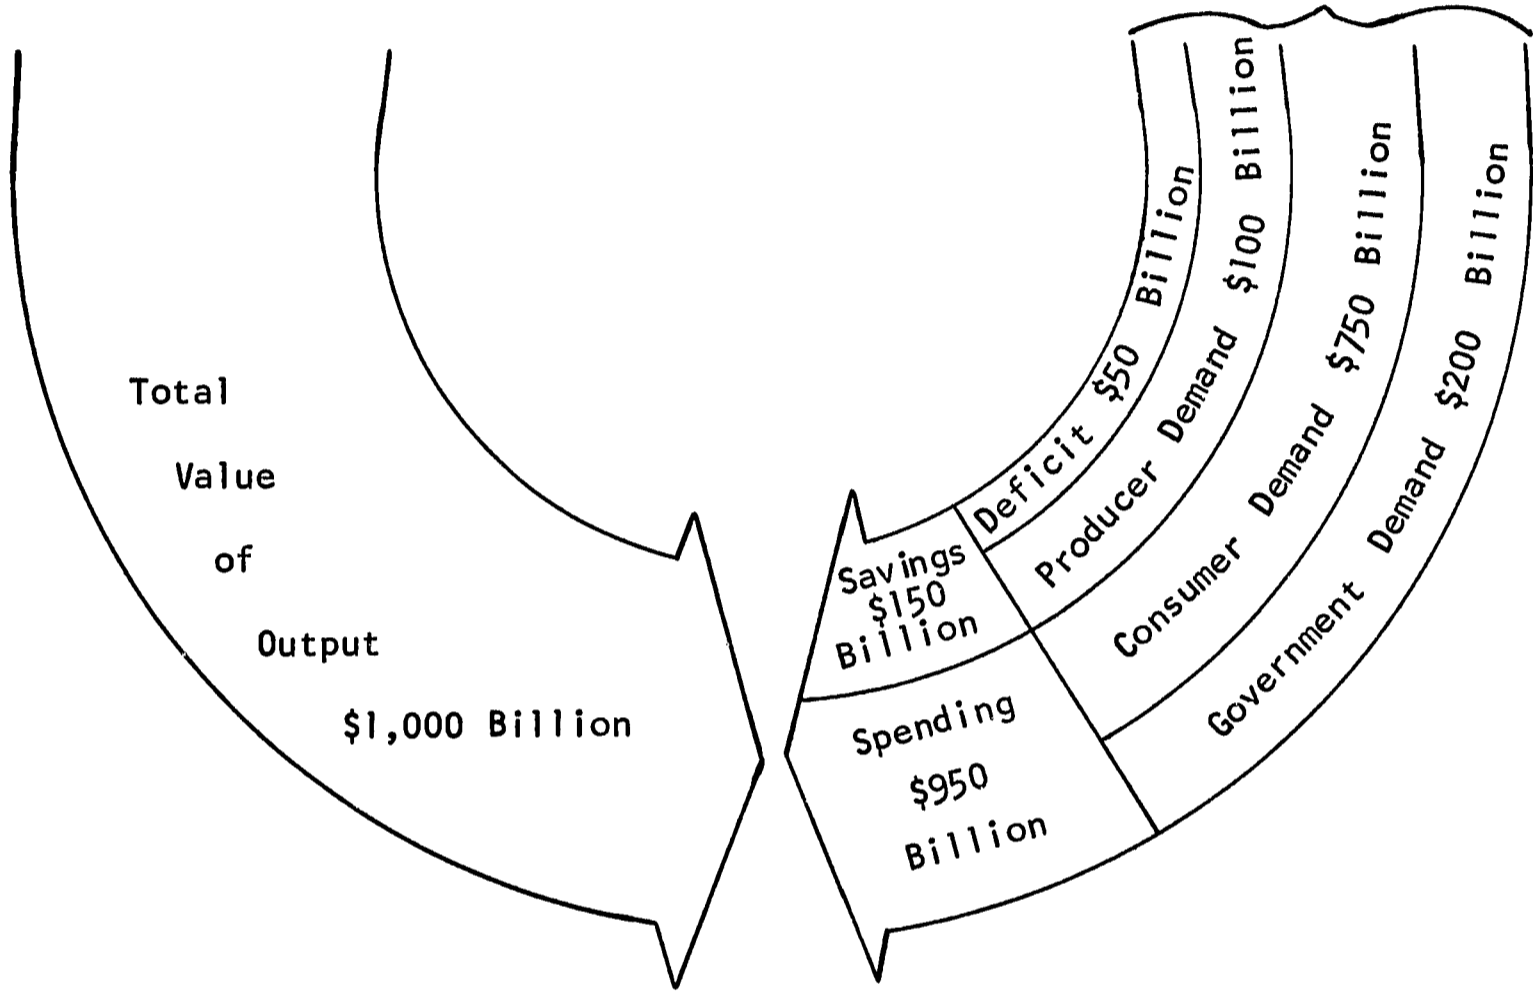 Total
Value
of
Output
$1,000 Billion
Savings
$150
Billion
Spending
$950
Billion
Deficit $50 Billion
Producer Demand $100 Billion
Consumer Demand $750 Billion
Government Demand $200 Billion